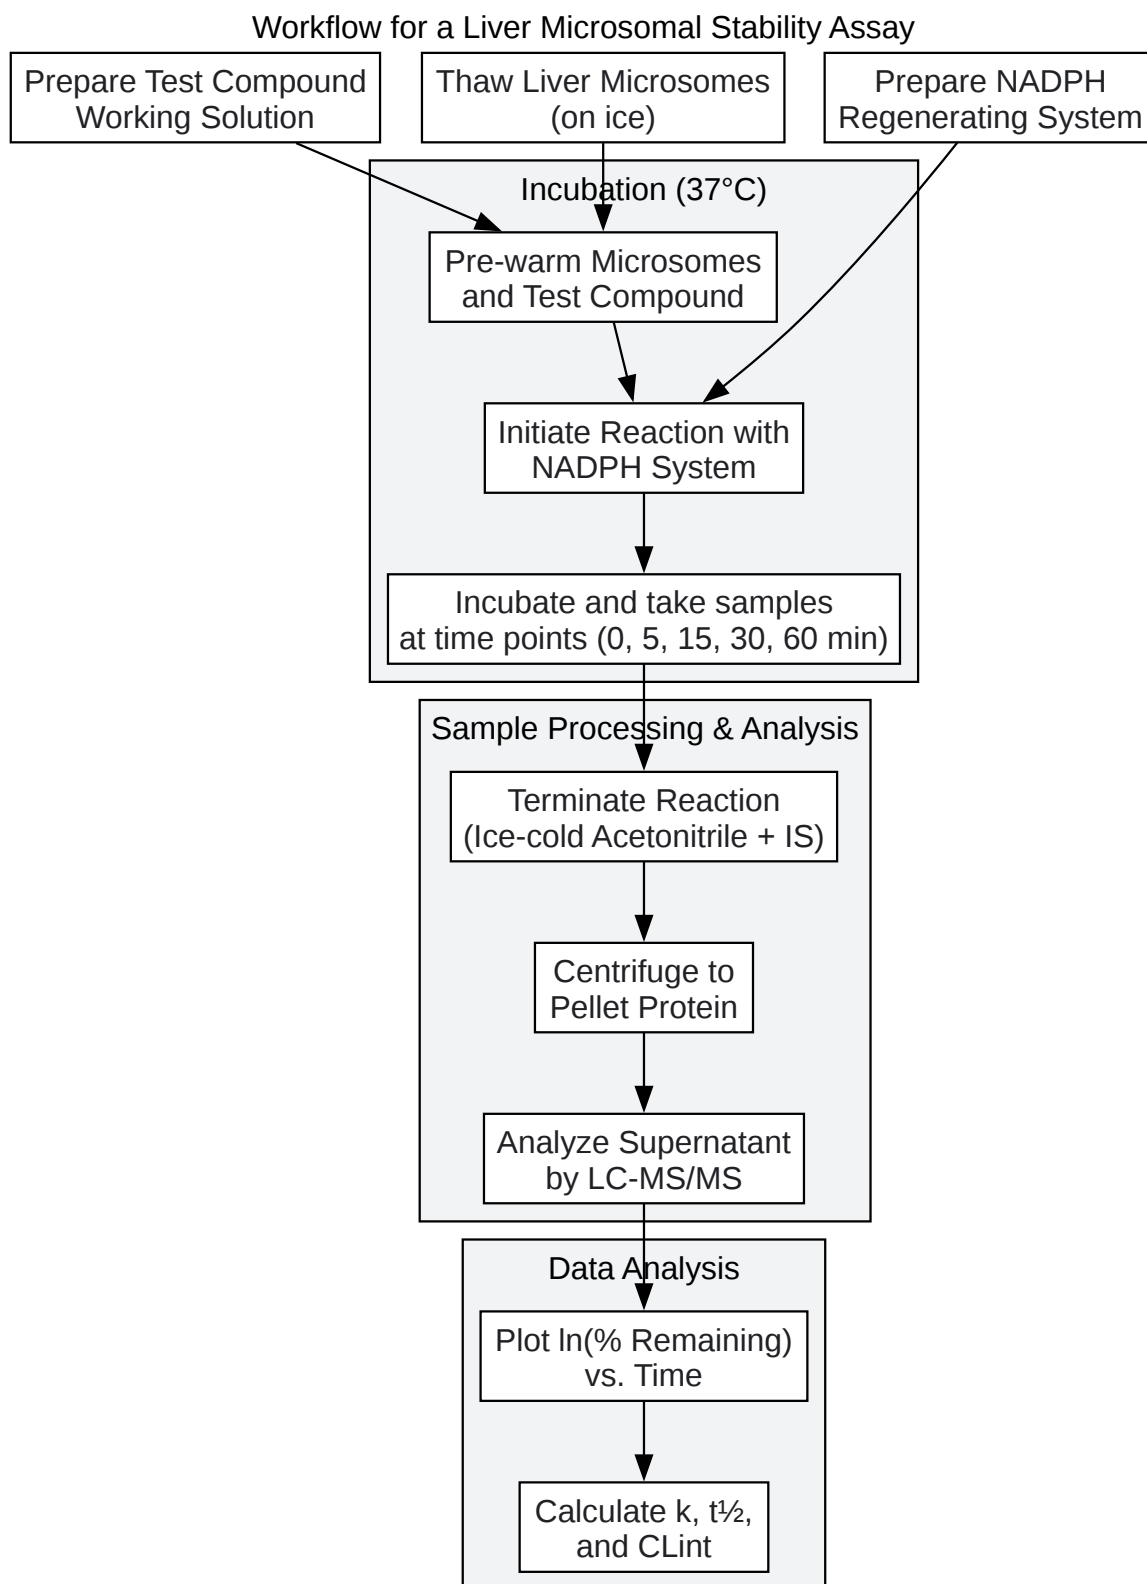 Workflow for a Liver Microsomal Stability Assay
Prepare Test Compound
Working Solution
Thaw Liver Microsomes
(on ice)
Prepare NADPH
Regenerating System
Incubation (37°C)
Pre-warm Microsomes
and Test Compound
Initiate Reaction with
NADPH System
Incubate and take samples
at time points (0, 5, 15, 30, 60 min)
Sample Processing & Analysis
Terminate Reaction
(Ice-cold Acetonitrile + IS)
Centrifuge to
Pellet Protein
Analyze Supernatant
by LC-MS/MS
Data Analysis
Plot ln(% Remaining)
vs. Time
Calculate k, t½,
and CLint